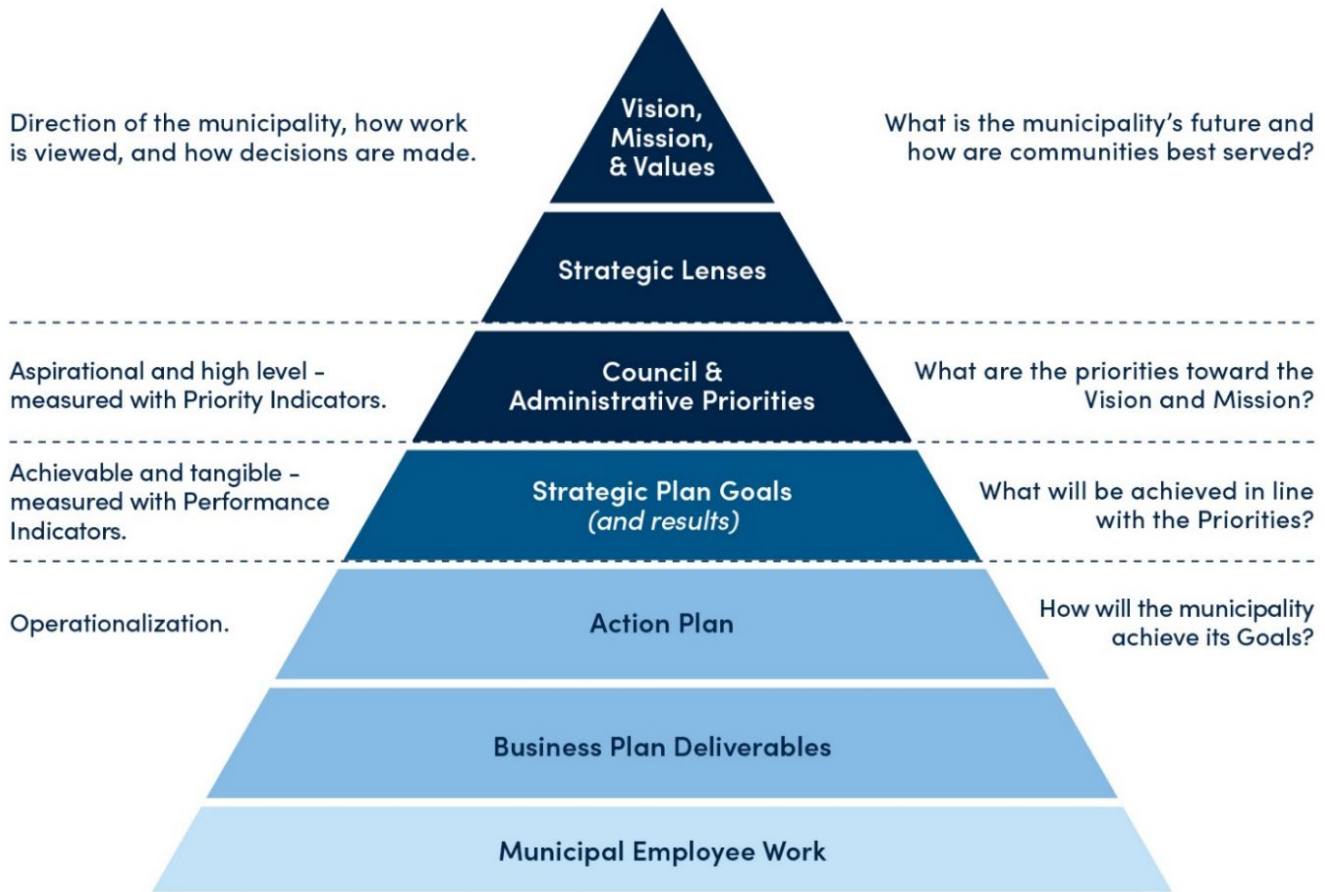 Direction of the municipality, how work
is viewed, and how decisions are made.
Vision,
Mission,
& Values
What is the municipality's future and
how are communities best served?
Strategic Lenses
Aspirational and high level –
measured with Priority Indicators.
Council &
Administrative Priorities
What are the priorities toward the
Vision and Mission?
Achievable and tangible –
measured with Performance
Indicators.
Strategic Plan Goals
(and results)
What will be achieved in line
with the Priorities?
Operationalization.
Action Plan
How will the municipality
achieve its Goals?
Business Plan Deliverables
Municipal Employee Work